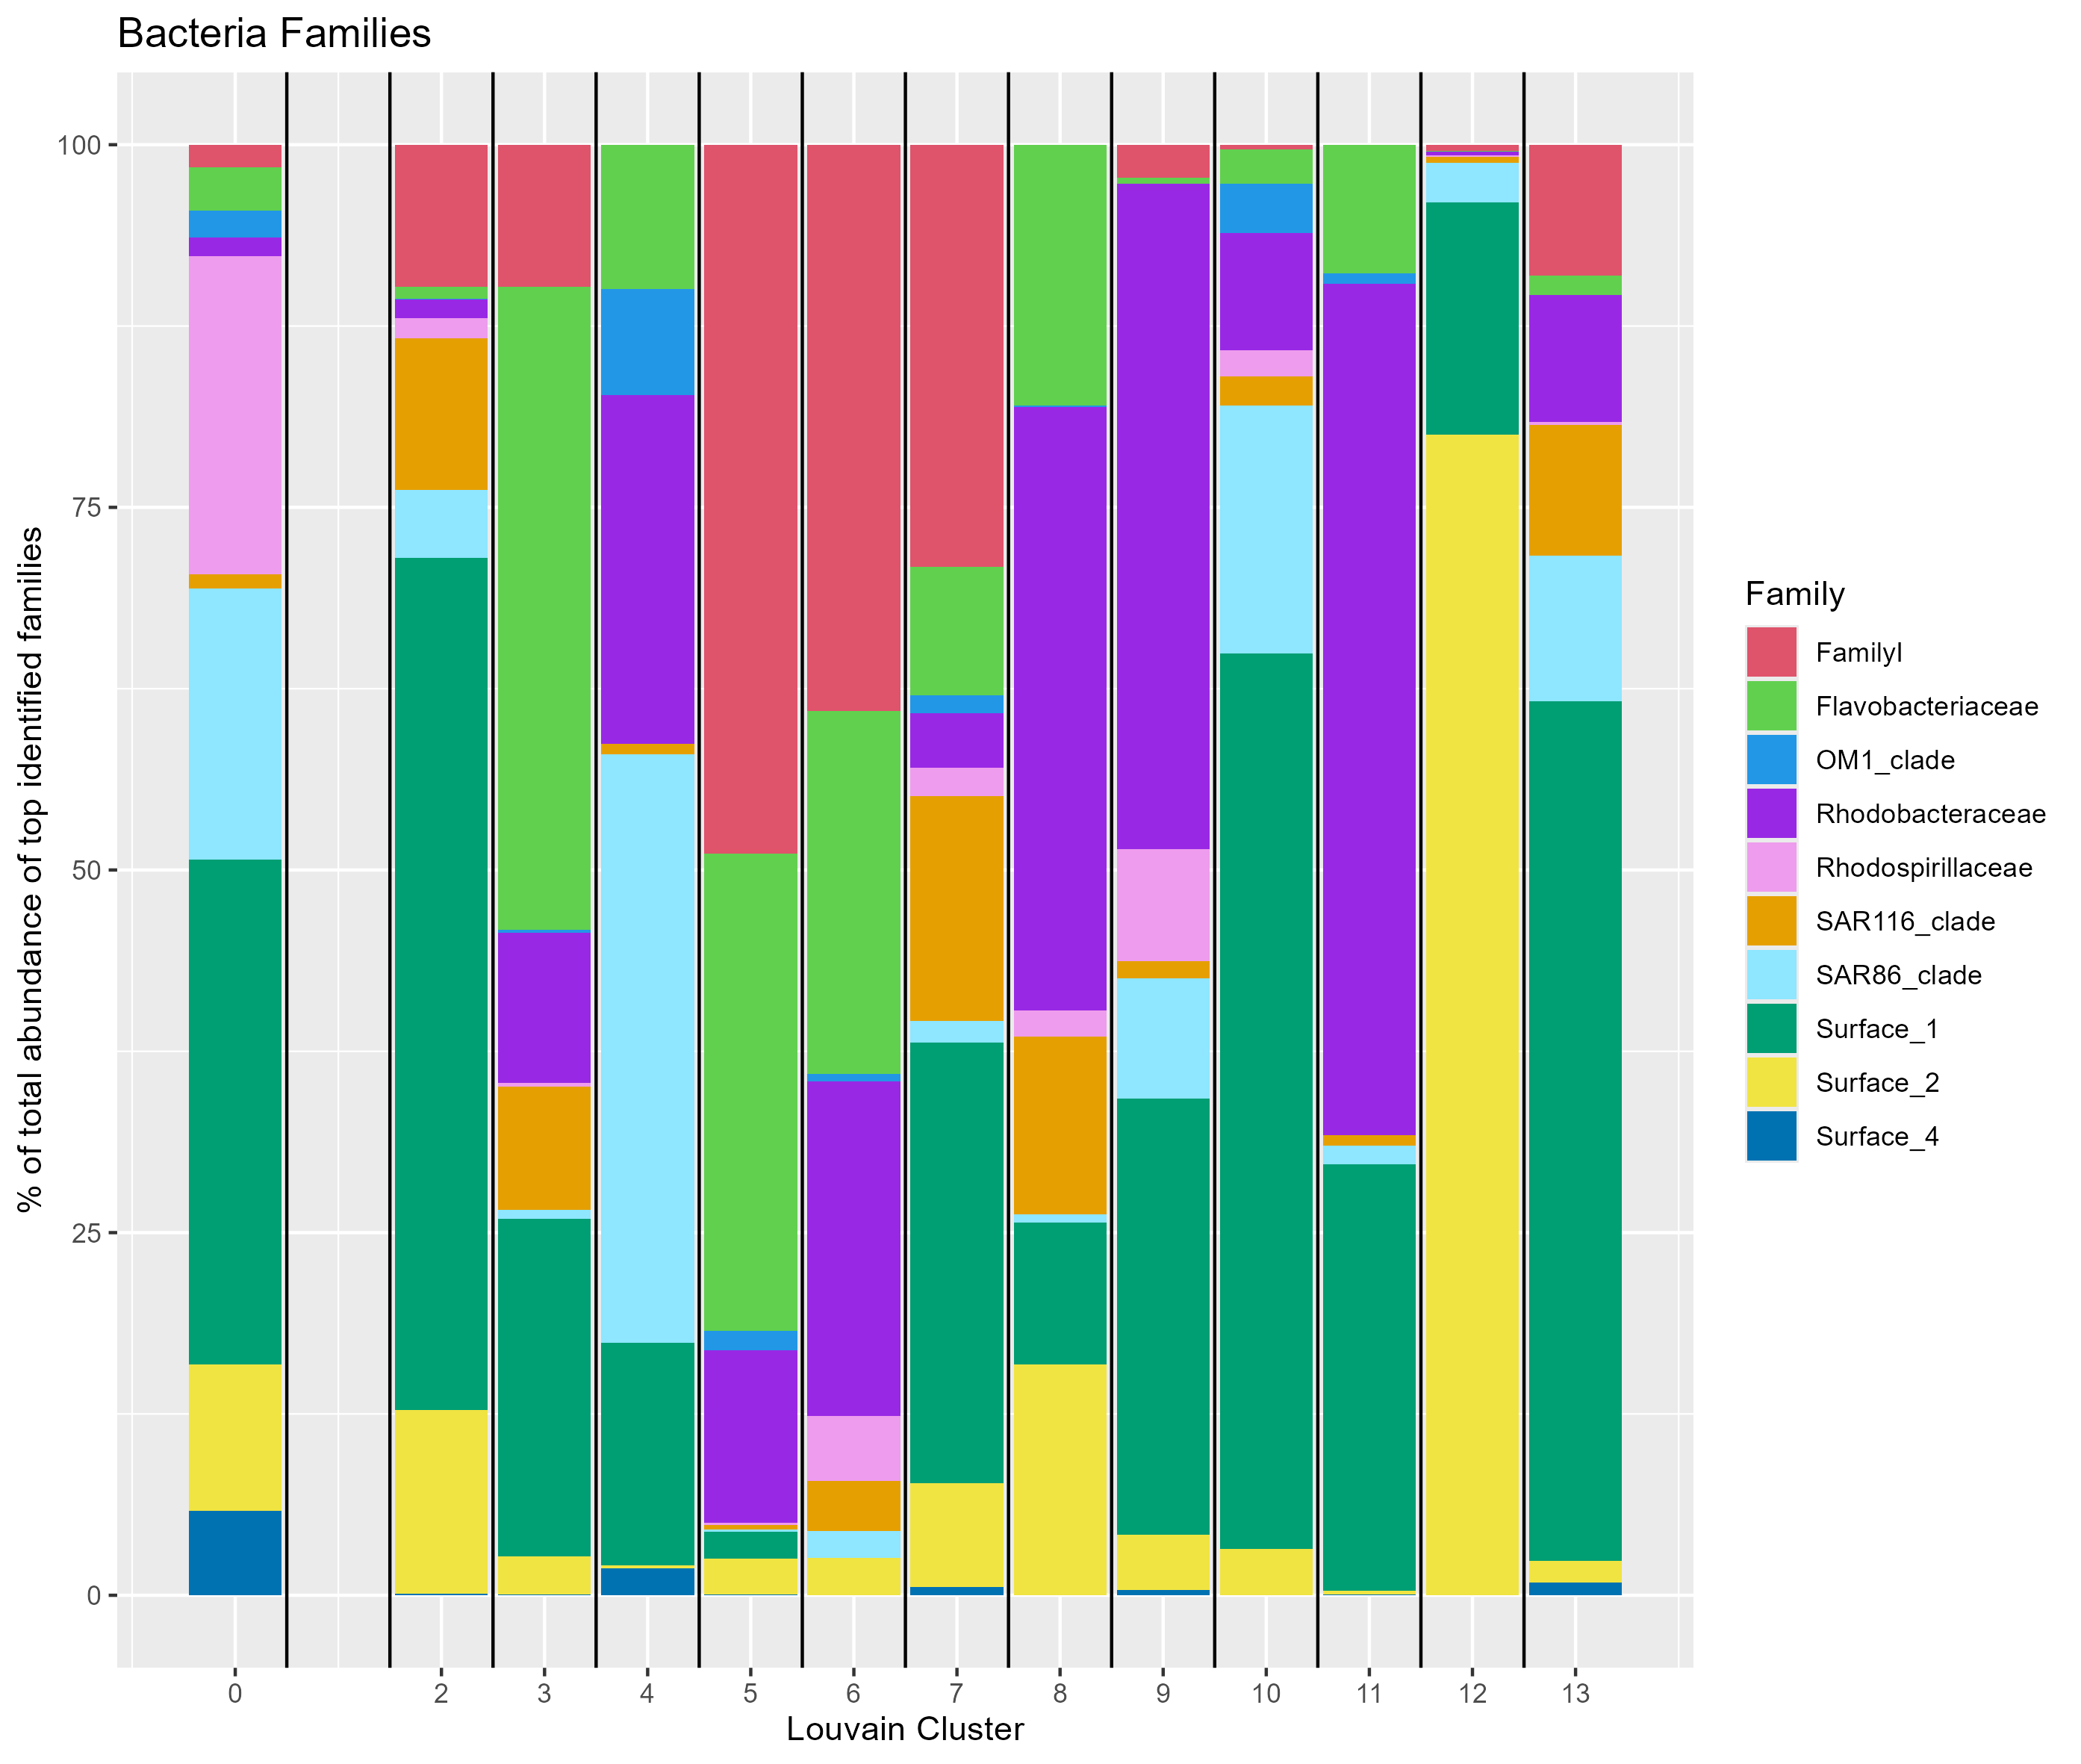 Bacteria Families
% of total abundance of top identified families
100
75
50
25
0
0 2 3 4 5 6 7 8 9 10 11 12 13
Louvain Cluster
Family
FamilyI
Flavobacteriaceae
OM1_clade
Rhodobacteraceae
Rhodospirillaceae
SAR116_clade
SAR86_clade
Surface_1
Surface_2
Surface_4